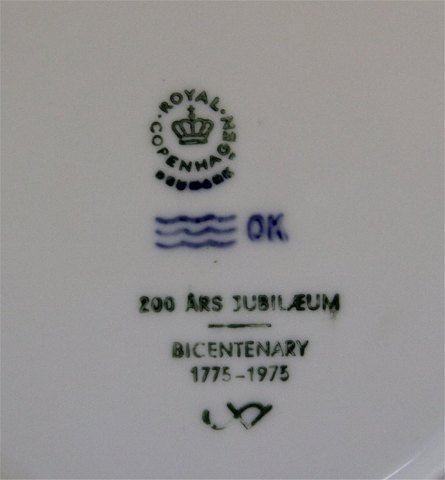 ROYAL COPENHAGEN
DENMARK
OK
200 ÅRS JUBILÆUM
BICENTENARY
1775-1975